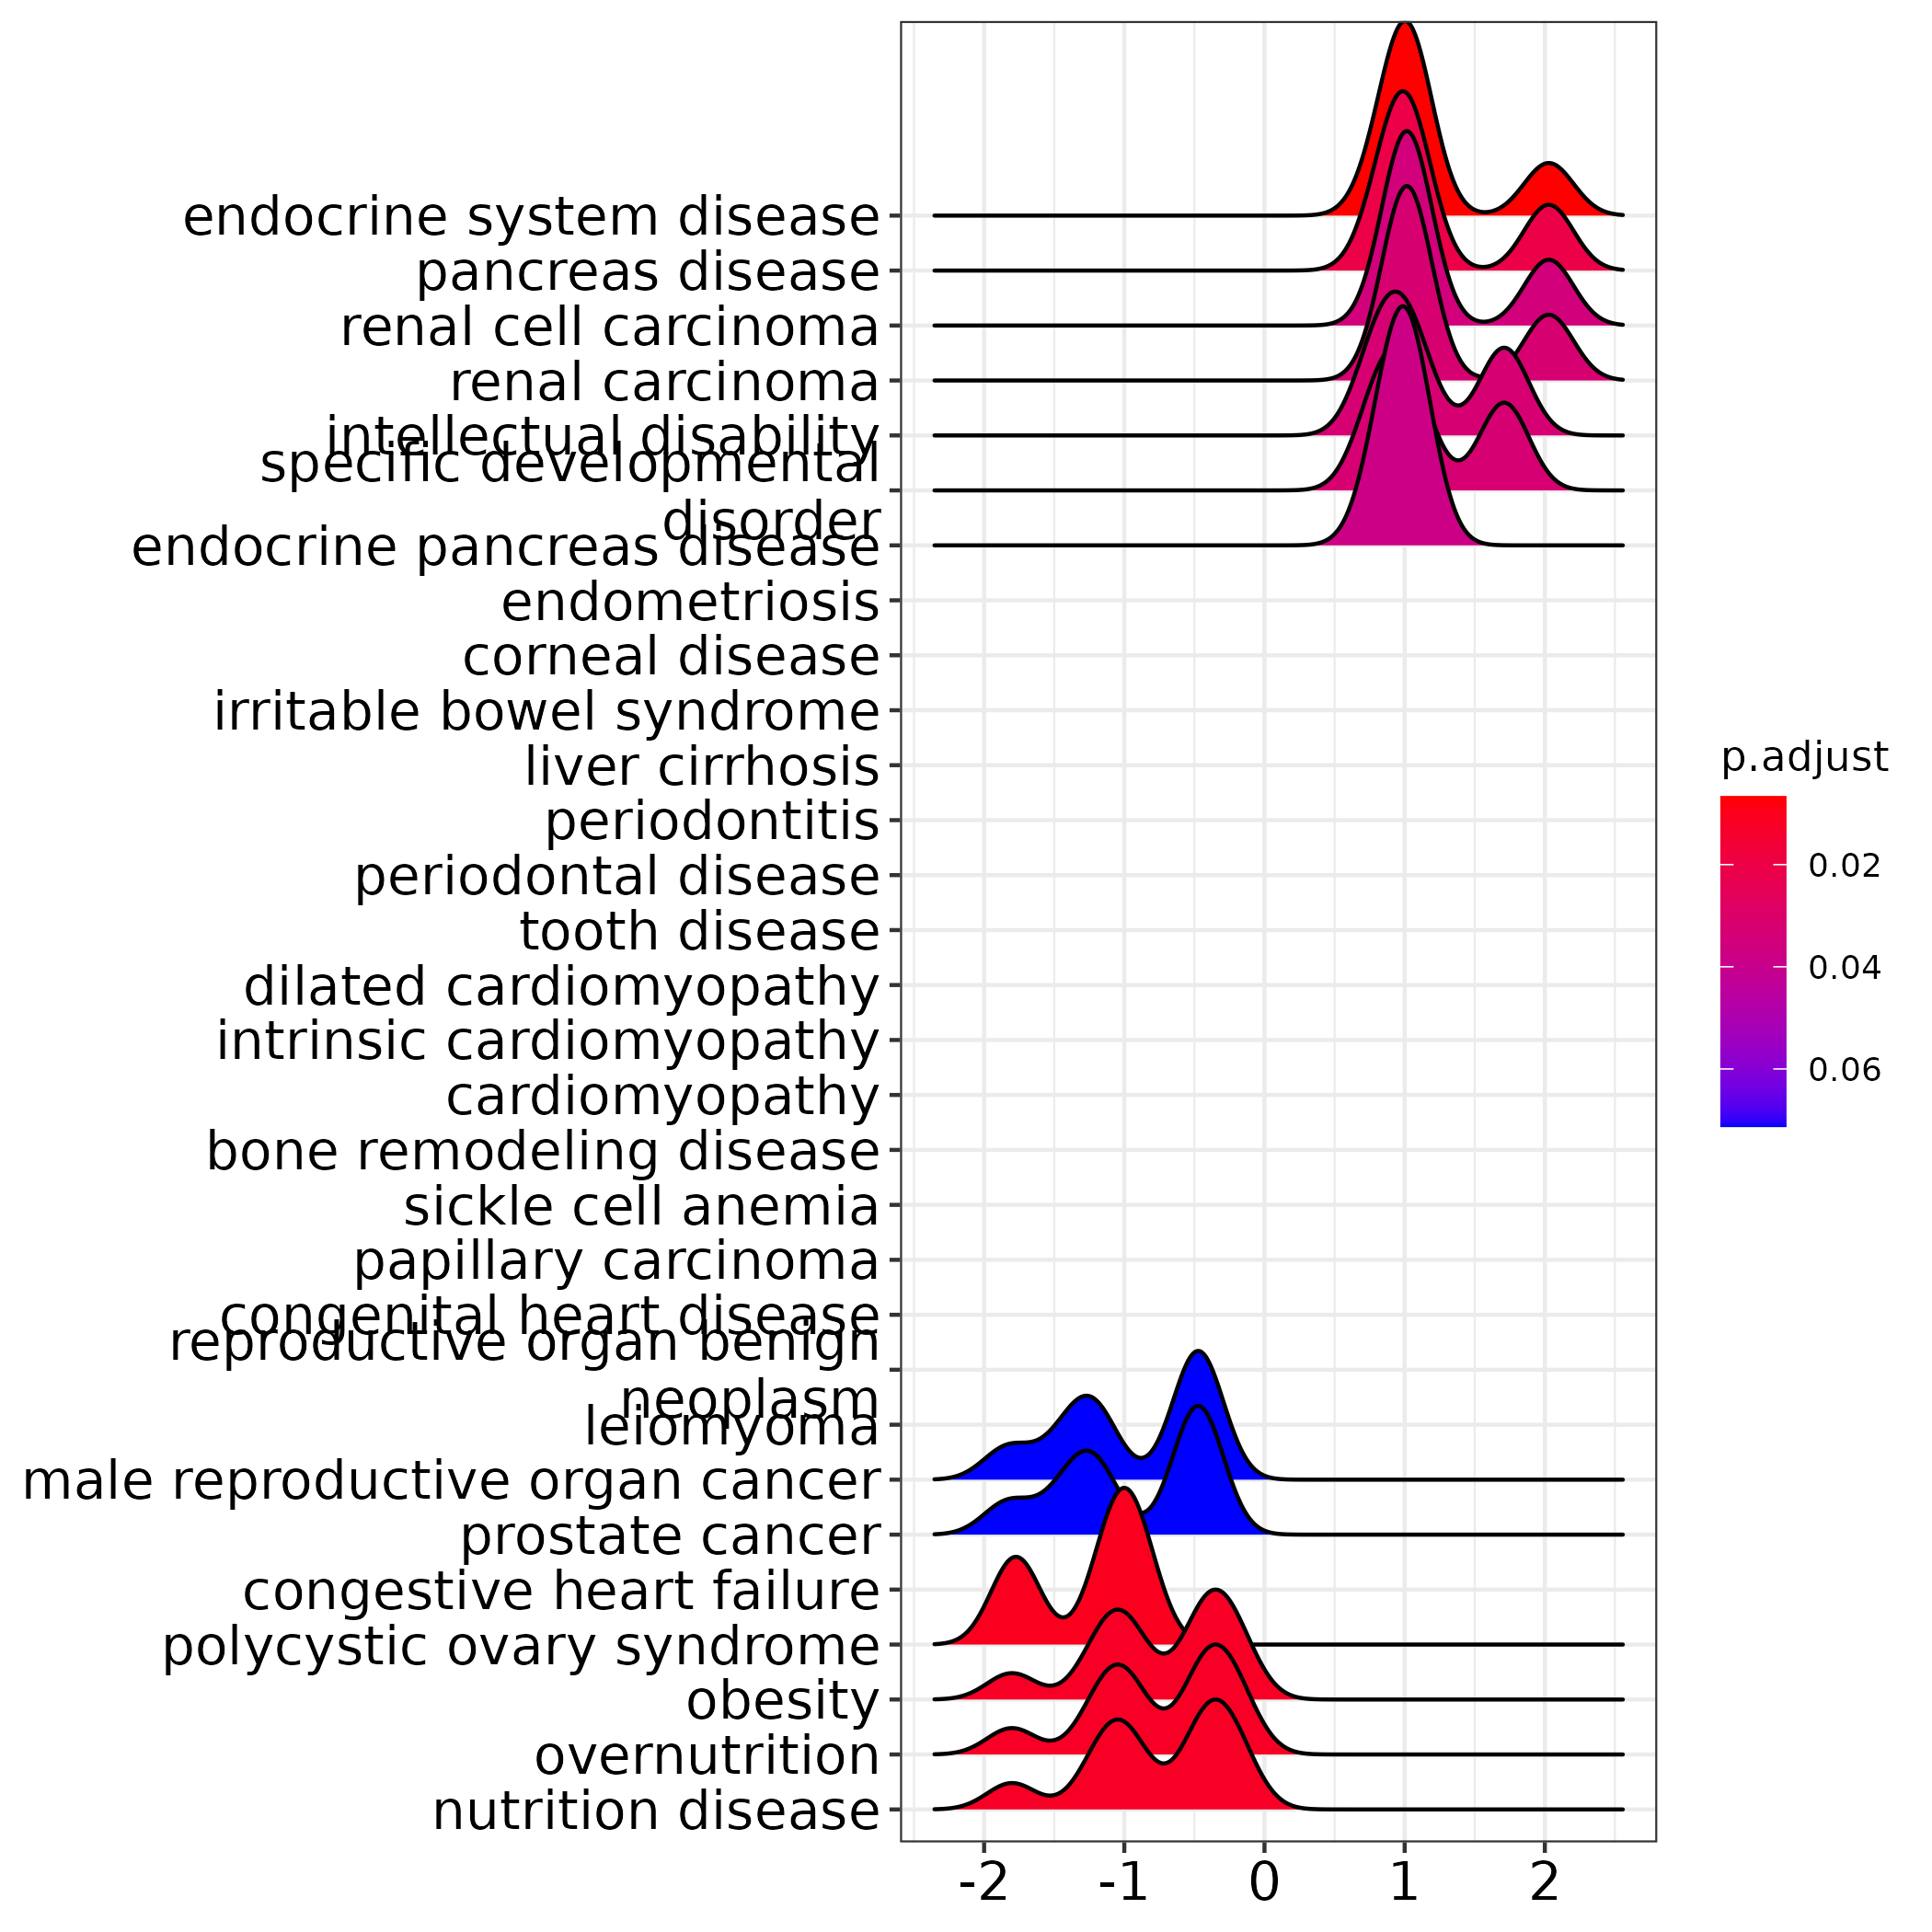 endocrine system disease
pancreas disease
renal cell carcinoma
renal carcinoma
intellectual disability
specific developmental
disorder
endocrine pancreas disease
endometriosis
corneal disease
irritable bowel syndrome
liver cirrhosis
periodontitis
periodontal disease
tooth disease
dilated cardiomyopathy
intrinsic cardiomyopathy
cardiomyopathy
bone remodeling disease
sickle cell anemia
papillary carcinoma
congenital heart disease
reproductive organ benign
neoplasm
leiomyoma
male reproductive organ cancer
prostate cancer
congestive heart failure
polycystic ovary syndrome
obesity
overnutrition
nutrition disease
-2 -1 0 1 2
p.adjust
0.02
0.04
0.06